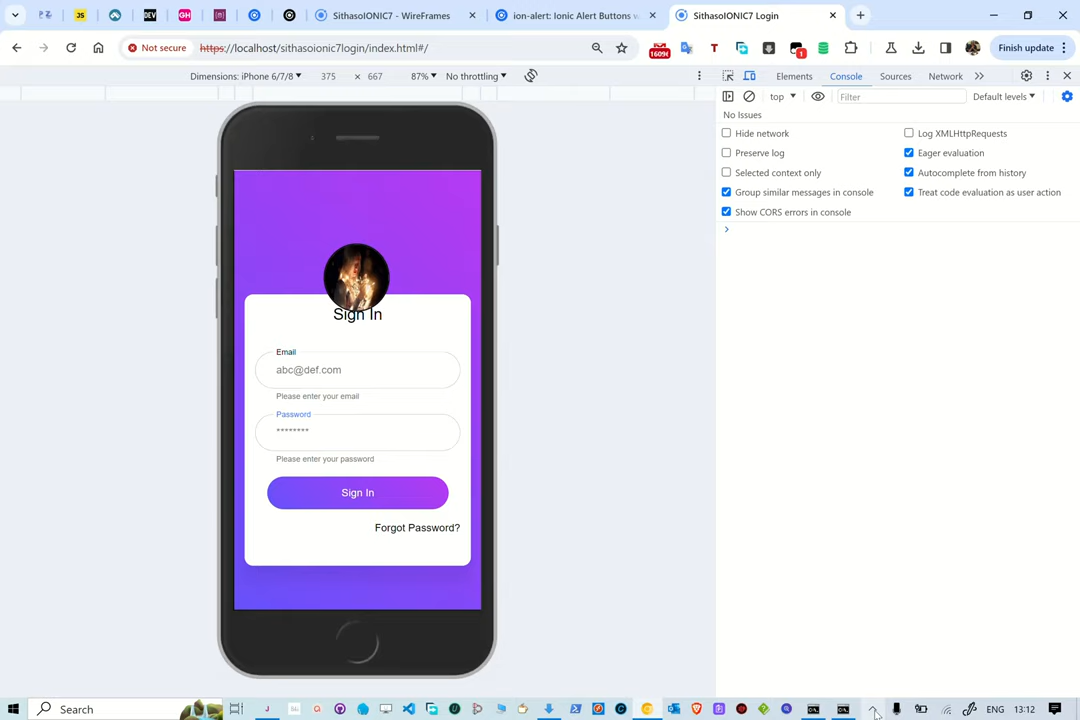 SithasoIONIC7 - WireFrames
ion-alert: Ionic Alert Buttons w
SithasoIONIC7 Login
Not secure
https://localhost/sithasoionic7login/index.html#/
1
Finish update
Dimensions: iPhone 6/7/8
375 × 667
87%
No throttling
Elements
Console
Sources
Network
top
Filter
Default levels
No Issues
Hide network
Log XMLHttpRequests
Preserve log
Eager evaluation
Selected context only
Autocomplete from history
Group similar messages in console
Treat code evaluation as user action
Show CORS errors in console
Sign In
Email
abc@def.com
Please enter your email
Password
********
Please enter your password
Sign In
Forgot Password?
Search
ENG
13:12